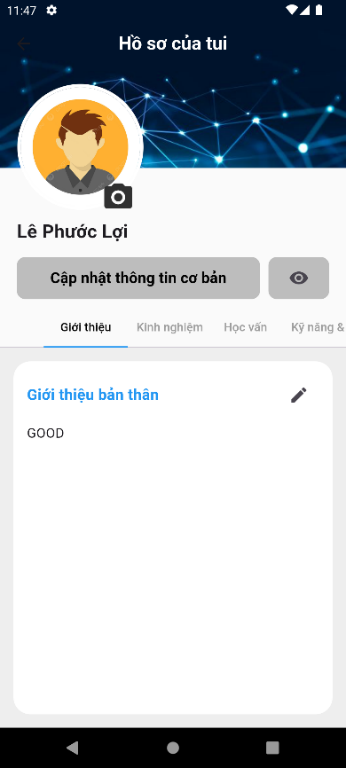 11:47
Hồ sơ của tui
Lê Phước Lợi
Cập nhật thông tin cơ bản
Giới thiệu Kinh nghiệm Học vấn Kỹ năng &
Giới thiệu bản thân
GOOD